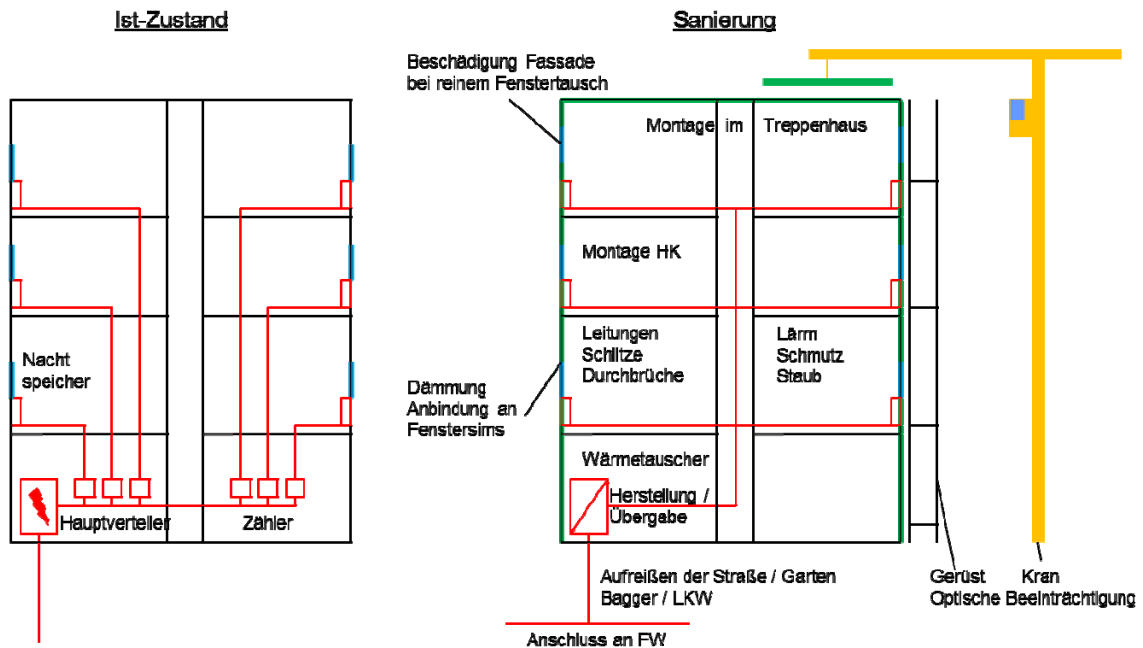 Ist-Zustand
Nacht
speicher
Hauptverteiler
Zähler
Sanierung
Beschädigung Fassade
bei reinem Fenstertausch
Montage im Treppenhaus
Montage HK
Leitungen
Schlitze
Durchbrüche
Lärm
Schmutz
Staub
Dämmung
Anbindung an
Fenstersims
Wärmetauscher
Herstellung /
Übergabe
Aufreißen der Straße / Garten
Bagger / LKW
Gerüst
Kran
Optische Beeinträchtigung
Anschluss an FW